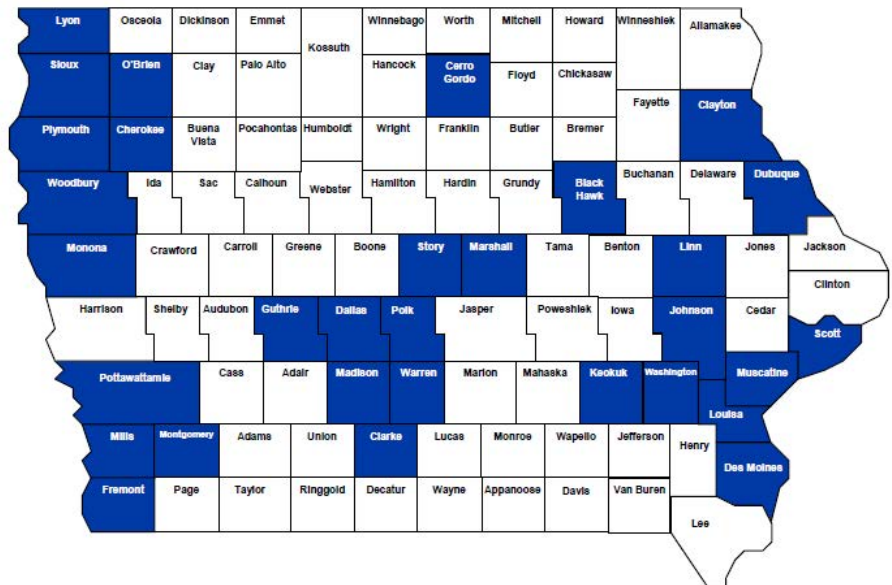 Lyon
Osceola
Dickinson
Emmet
Kossuth
Winnebago
Worth
Mitchell
Howard
Winneshiek
Allamakee
Sioux
O'Brien
Clay
Palo Alto
Hancock
Cerro
Gordo
Floyd
Chickasaw
Fayette
Clayton
Plymouth
Cherokee
Buena
Vista
Pocahontas
Humboldt
Wright
Franklin
Butler
Bremer
Woodbury
Ida
Sac
Calhoun
Webster
Hamilton
Hardin
Grundy
Black
Hawk
Buchanan
Delaware
Dubuque
Monona
Crawford
Carroll
Greene
Boone
Story
Marshall
Tama
Benton
Linn
Jones
Jackson
Clinton
Harrison
Shelby
Audubon
Guthrie
Dallas
Polk
Jasper
Poweshiek
Iowa
Johnson
Cedar
Scott
Pottawattamie
Cass
Adair
Madison
Warren
Marion
Mahaska
Keokuk
Washington
Muscatine
Louisa
Mills
Montgomery
Adams
Union
Clarke
Lucas
Monroe
Wapello
Jefferson
Henry
Des Moines
Fremont
Page
Taylor
Ringgold
Decatur
Wayne
Appanoose
Davis
Van Buren
Lee